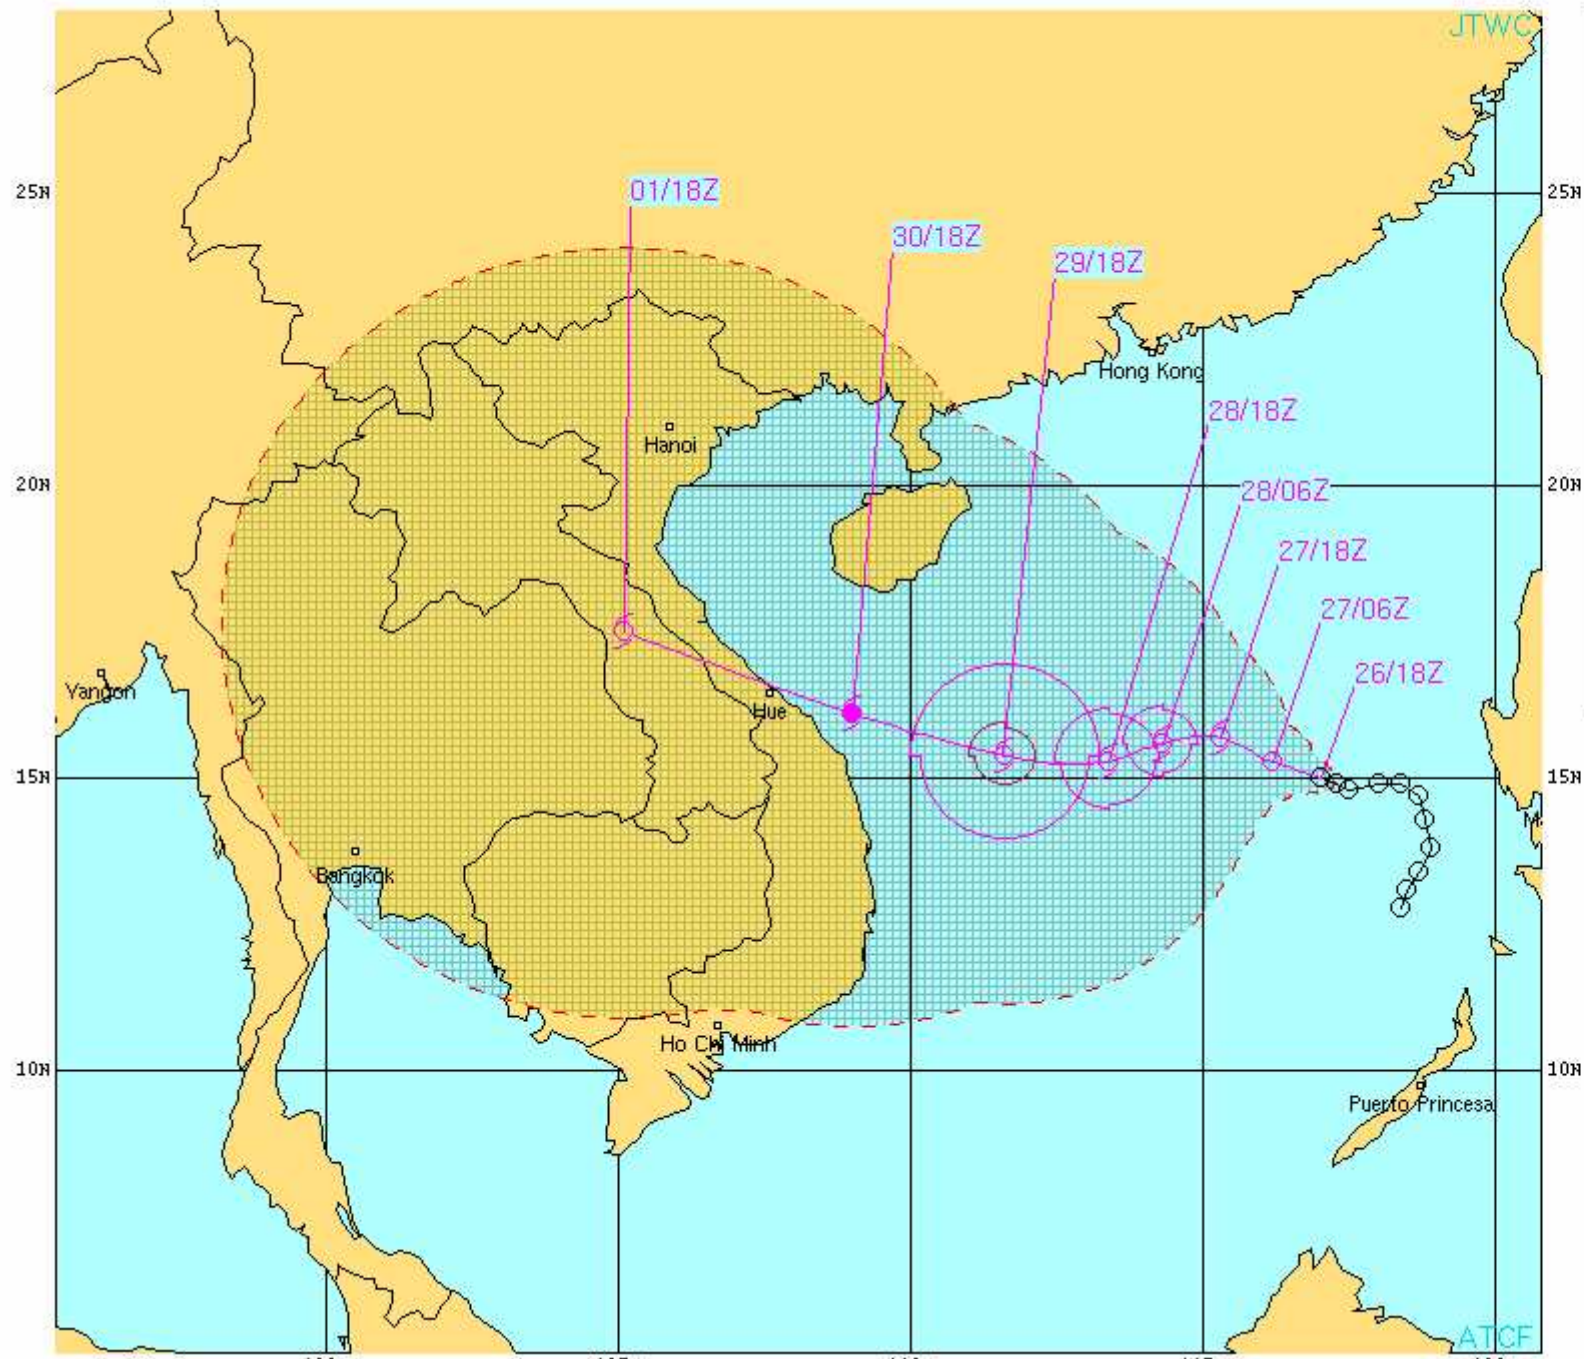 JTWC
25N
25N
01/18Z
30/18Z
29/18Z
Hong Kong
28/18Z
Hanoi
20N
20N
28/06Z
27/18Z
27/06Z
26/18Z
Yangon
Hue
15N
15N
M
Bangkok
Ho Chi Minh
10N
10N
Puerto Princesa
ATCF